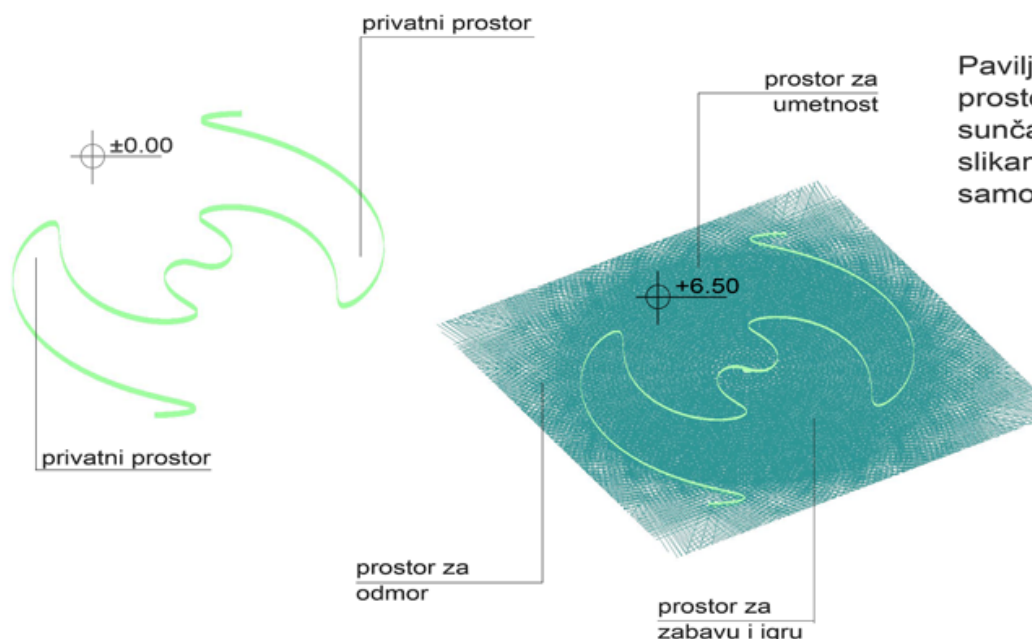 privatni prostor
±0.00
privatni prostor
prostor za
umetnost
+6.50
prostor za
odmor
prostor za
zabavu i igru
Pavilj
prosto
sunča
slikar
samo